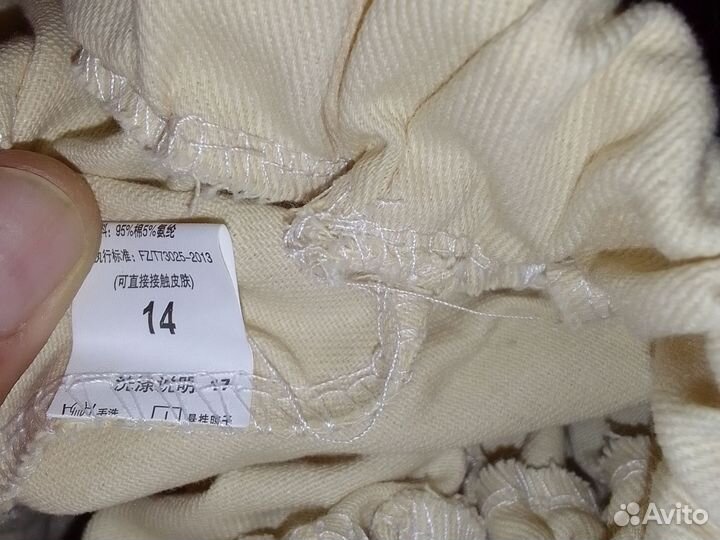 料: 95%棉5%氨纶
执行标准: FZ/T73025-2013
(可直接接触皮肤)
14
洗涤说明
手洗 悬挂晾干
Avito